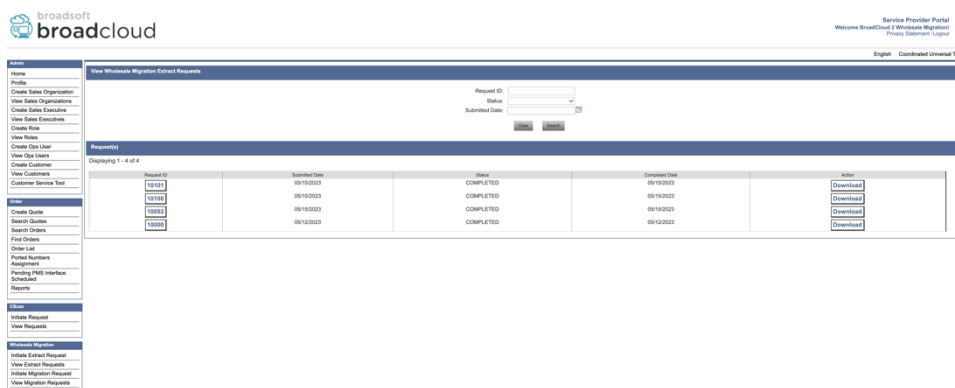 broadsoft
broadcloud
Service Provider Portal
Welcome BroadCloud 2 Wholesale Migration!
Privacy Statement | Logout
English Coordinated Universal T
Admin
Home
Profile
Create Sales Organization
View Sales Organizations
Create Sales Executive
View Sales Executives
Create Role
View Roles
Create Ops User
View Ops Users
Create Customer
View Customers
Customer Service Tool
Order
Create Quote
Search Quotes
Search Orders
Find Orders
Order List
Ported Numbers
Assignment
Pending PMS Interface
Scheduled
Reports
CScan
Initiate Request
View Requests
Wholesale Migration
Initiate Extract Request
View Extract Requests
Initiate Migration Request
View Migration Requests
View Wholesale Migration Extract Requests
Request ID:
Status:
Submitted Date:
Clear Search
Request(s)
Displaying 1 - 4 of 4
Request ID Submitted Date Status Completed Date Action
10101 05/15/2023 COMPLETED 05/15/2023 Download
10100 05/15/2023 COMPLETED 05/15/2023 Download
10002 05/15/2023 COMPLETED 05/15/2023 Download
10000 05/12/2023 COMPLETED 05/12/2023 Download